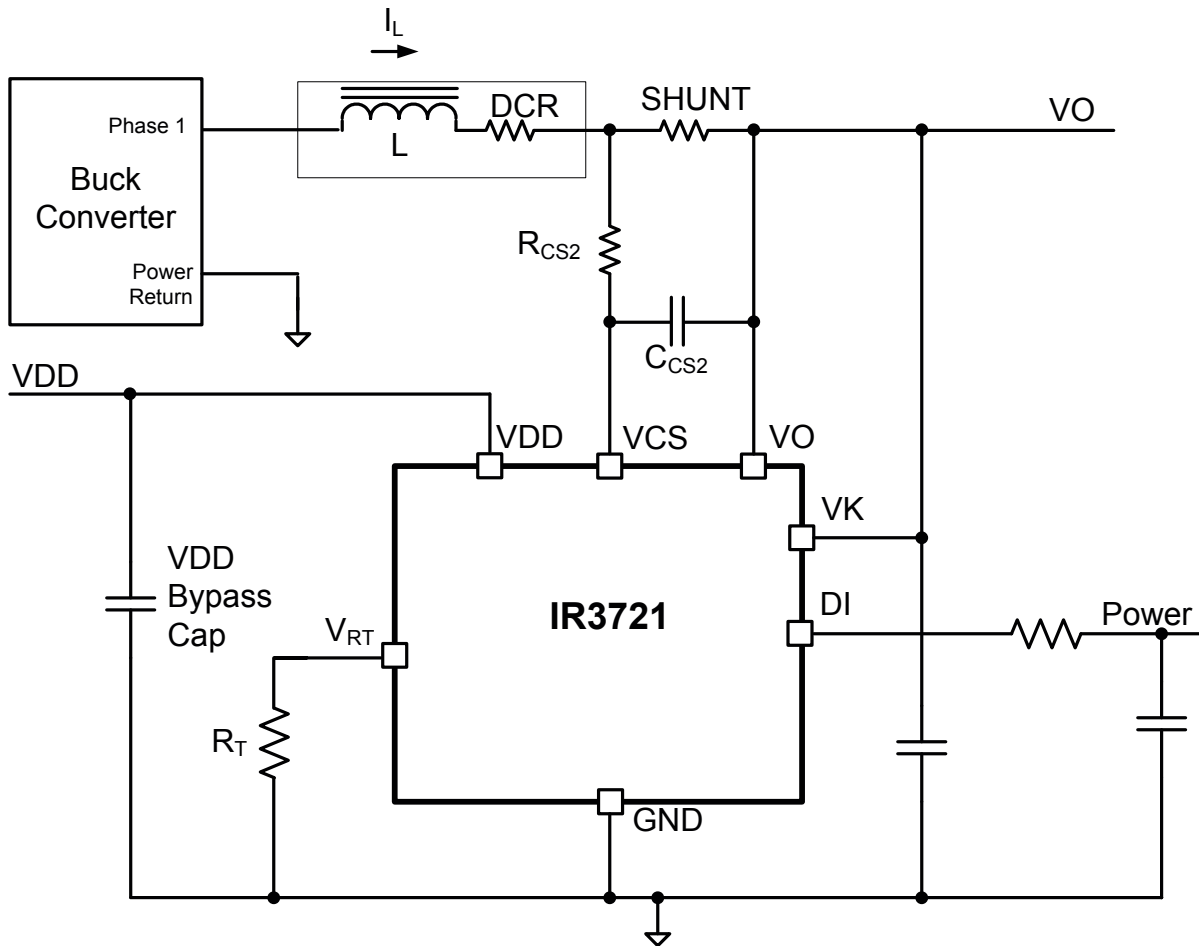 I_L
SHUNT
DCR
VO
Phase 1
L
Buck
Converter
R_CS2
Power
Return
C_CS2
VDD
VDD
VCS
VO
VK
VDD
Bypass
Cap
IR3721
DI
Power
V_RT
R_T
GND